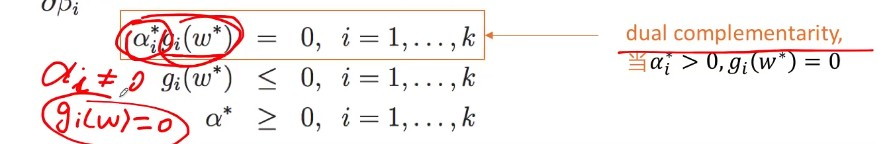 ∂β_i
α_i^* g_i(w^*) = 0, i = 1, . . . , k
dual complementarity,
当α_i^* > 0, g_i(w^*) = 0
α_i ≠ 0
g_i(w^*) ≤ 0, i = 1, . . . , k
g_i(w) = 0
α^* ≥ 0, i = 1, . . . , k